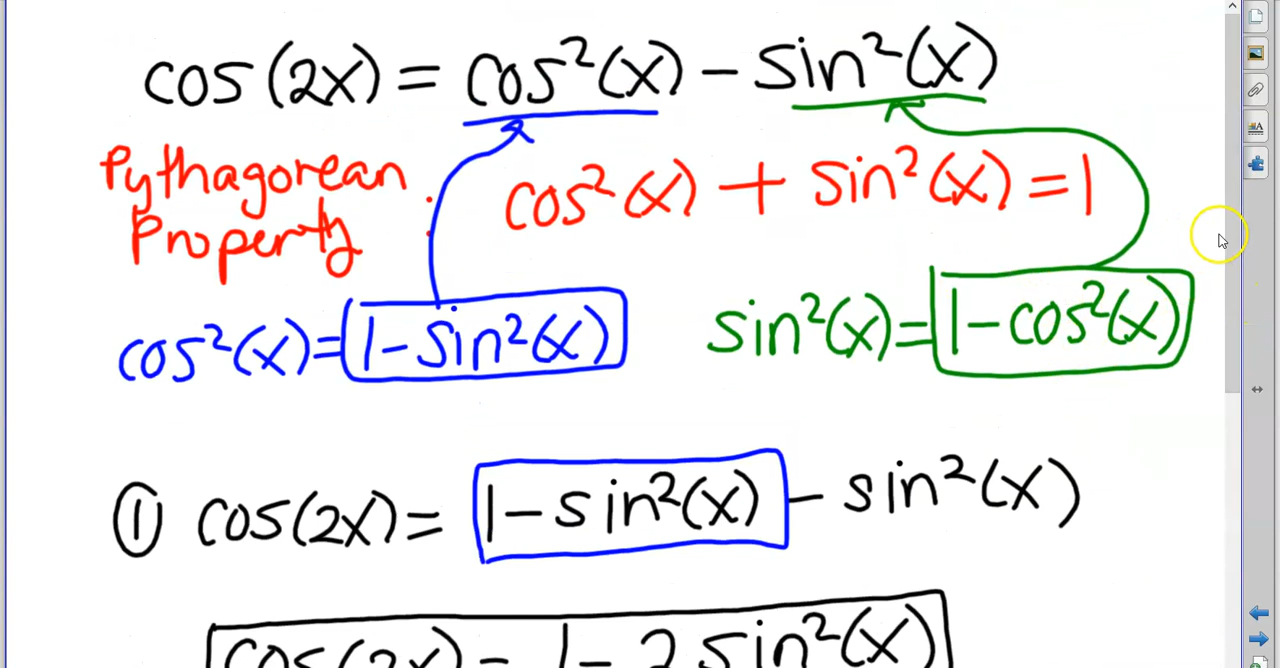 cos(2x) = cos²(x) - sin²(x)
Pythagorean Property : cos²(x) + sin²(x) = 1
cos²(x) = 1 - sin²(x)
sin²(x) = 1 - cos²(x)
① cos(2x) = 1 - sin²(x) - sin²(x)
cos(2x) = 1 - 2 sin²(x)